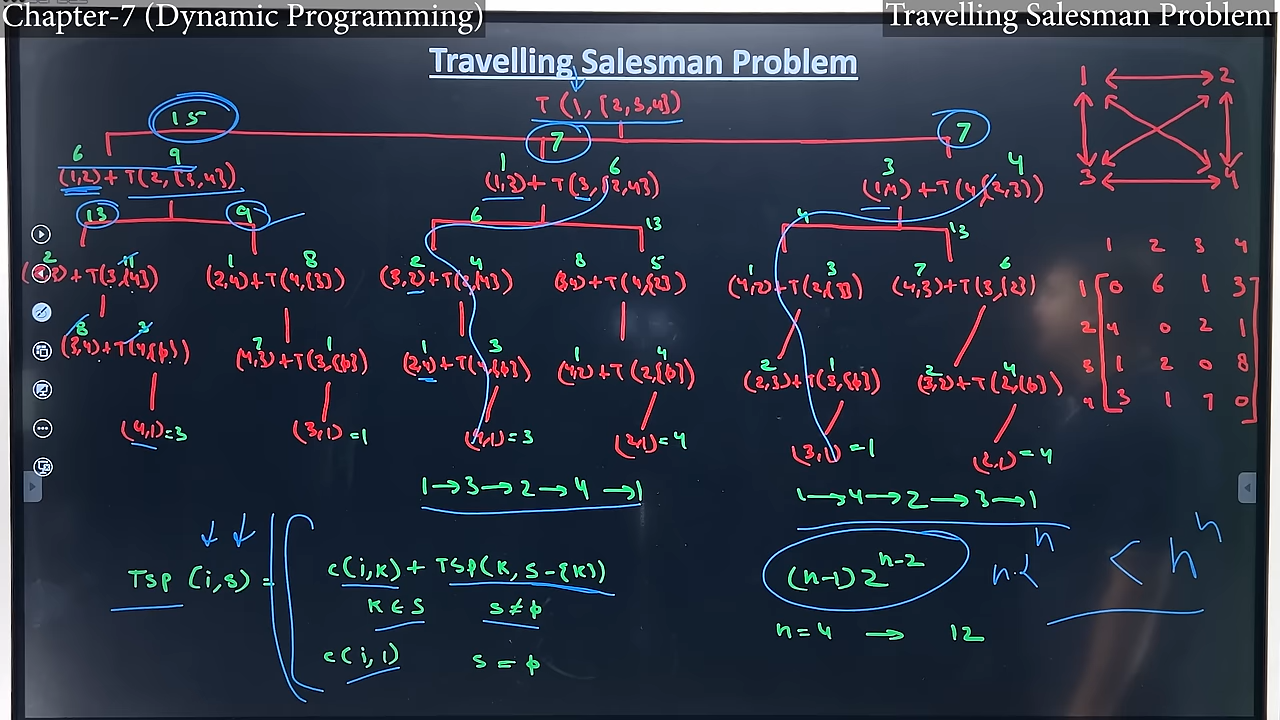 Chapter-7 (Dynamic Programming)
Travelling Salesman Problem
Travelling Salesman Problem
T(1, {2,3,4})
1 2
3 4
15 7 7
6 9
(1,2) + T(2, {3,4})
1 6
(1,3) + T(3, {2,4})
3 4
(1,4) + T(4, {2,3})
13 9 6 13 4 13
T(3,{4})
8 3
(3,4) + T(4,{φ})
(4,1) = 3
1 8
(2,4) + T(4,{3})
7 1
(4,3) + T(3,{φ})
(3,1) = 1
2 4
(3,2) +
1 3
(2,4) + T(4,{φ})
(4,1) = 3
8 5
(3,4) + T(4,{2})
1 4
(4,2) + T(2,{φ})
(2,1) = 4
1 3
(4,2) + T(2,{3})
2 1
(2,3) + T(3,{φ})
(3,1) = 1
7 6
(4,3) + T(3,{2})
2 4
(3,2) + T(2,{φ})
(2,1) = 4
1 2 3 4
1 0 6 1 3
2 4 0 2 1
3 1 2 0 8
4 3 1 7 0
1→3→2→4→1
1→4→2→3→1
TSP (i,s) =
c(i,k) + TSP(k, s-{k})
k ∈ s s ≠ φ
c(i,1) s = φ
(n-1) 2^(n-2)
n·2^n < n^n
n=4 → 12